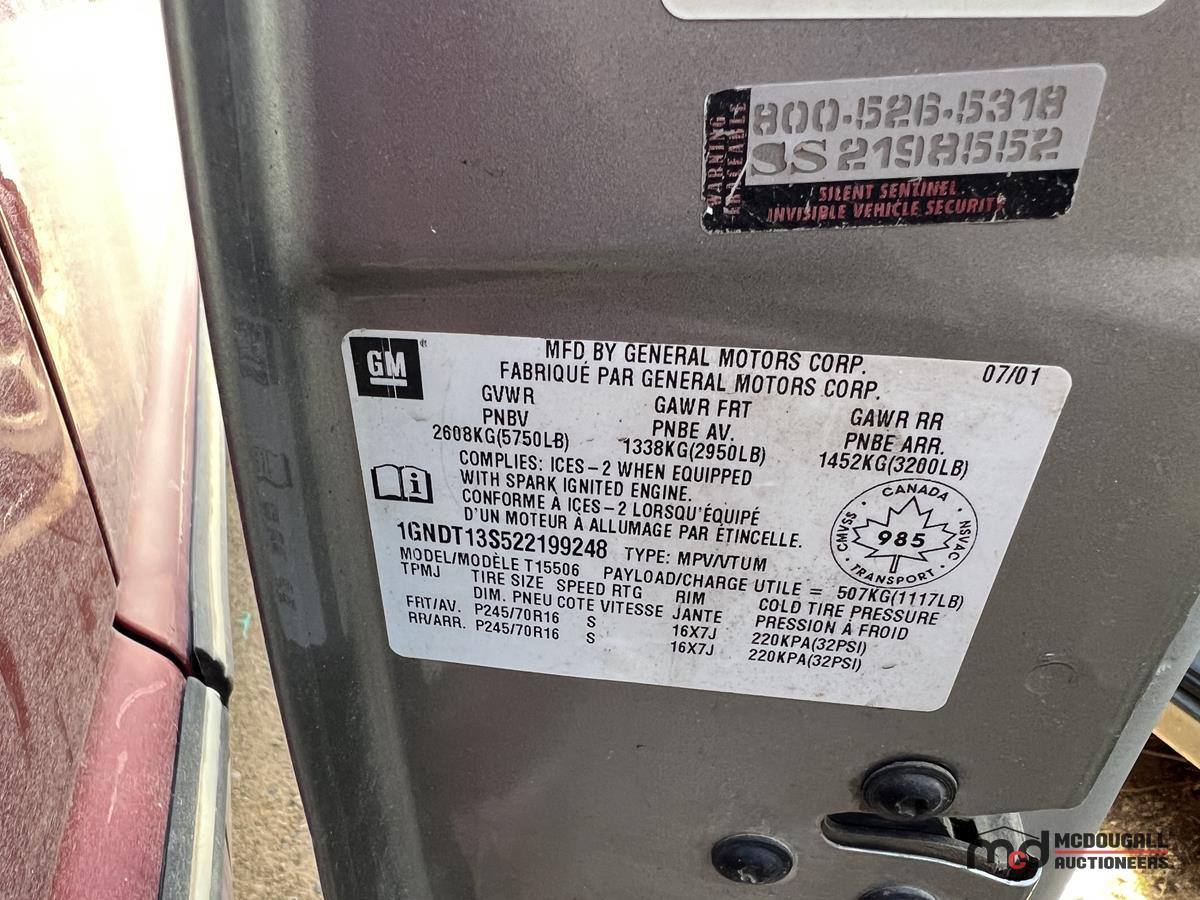 800-526-5318
WARNING
TRACEABLE
SS 2198552
SILENT SENTINEL
INVISIBLE VEHICLE SECURITY
GM
MFD. BY GENERAL MOTORS CORP. 07/01
FABRIQUÉ PAR GENERAL MOTORS CORP.
GVWR GAWR FRT GAWR RR
PNBV PNBE AV. PNBE ARR.
2608KG(5750LB) 1338KG(2950LB) 1452KG(3200LB)
COMPLIES: ICES-2 WHEN EQUIPPED
WITH SPARK IGNITED ENGINE.
CONFORME À ICES-2 LORSQU'ÉQUIPÉ
D'UN MOTEUR À ALLUMAGE PAR ÉTINCELLE.
CANADA
CMVSS 985 NSVAC
TRANSPORT
1GNDT13S522199248 TYPE: MPV/VTUM
MODEL/MODÈLE T15506 PAYLOAD/CHARGE UTILE = 507KG(1117LB)
TPMJ TIRE SIZE SPEED RTG RIM COLD TIRE PRESSURE
DIM. PNEU COTE VITESSE JANTE PRESSION À FROID
FRT/AV. P245/70R16 S 16X7J 220KPA(32PSI)
RR/ARR. P245/70R16 S 16X7J 220KPA(32PSI)
mcd MCDOUGALL
AUCTIONEERS